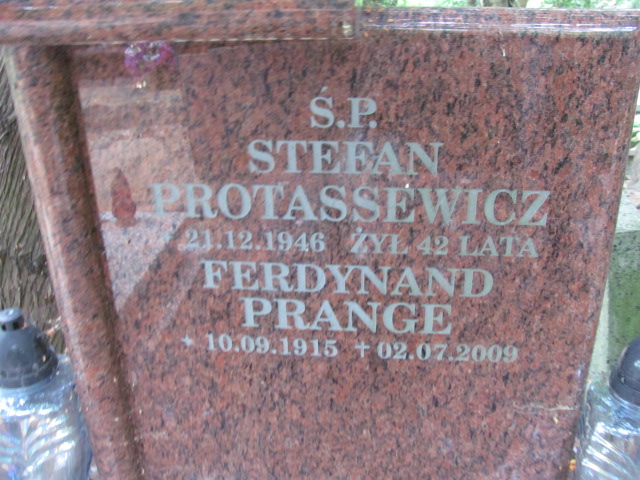 Ś.P.
STEFAN
PROTASSEWICZ
✝ 21.12.1946 ŻYŁ 42 LATA
FERDYNAND
PRANGE
* 10.09.1915 ✝ 02.07.2009